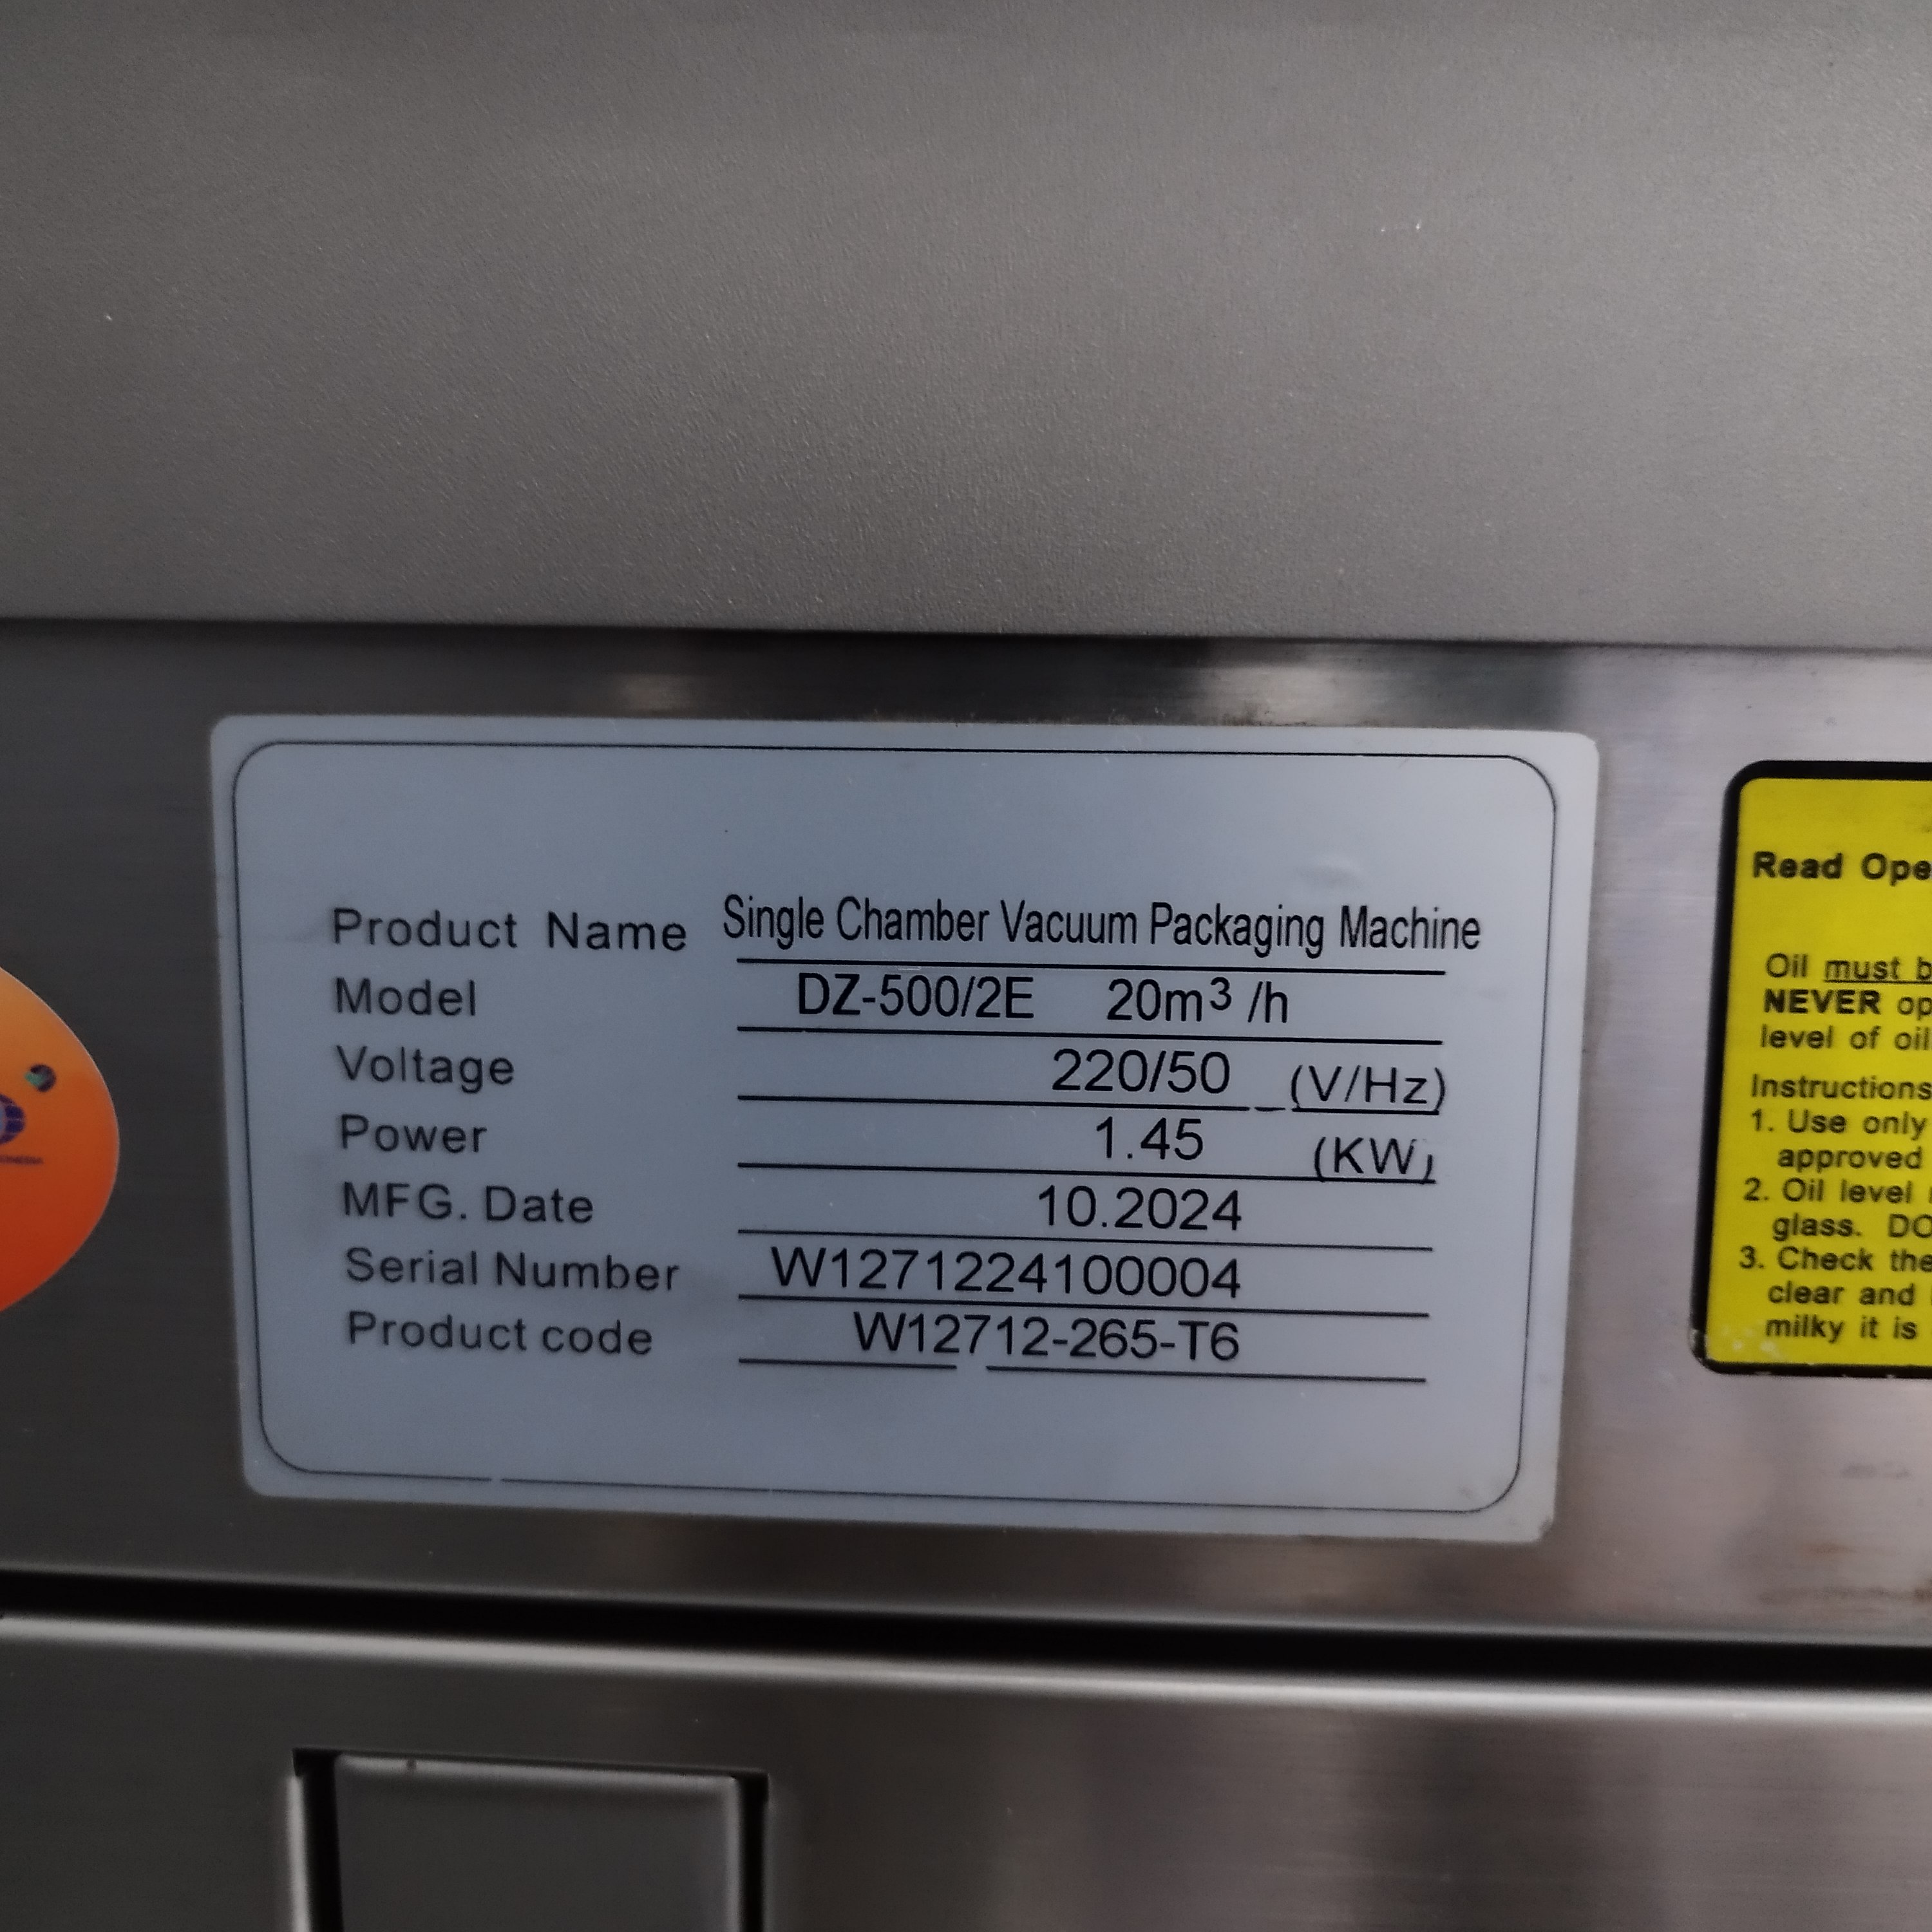 Product Name Single Chamber Vacuum Packaging Machine
Model DZ-500/2E 20m³ /h
Voltage 220/50 (V/Hz)
Power 1.45 (KW)
MFG. Date 10.2024
Serial Number W1271224100004
Product code W12712-265-T6
Read Ope
Oil must b
NEVER op
level of oil
Instructions
1. Use only
approved
2. Oil level
glass. DO
3. Check the
clear and
milky it is